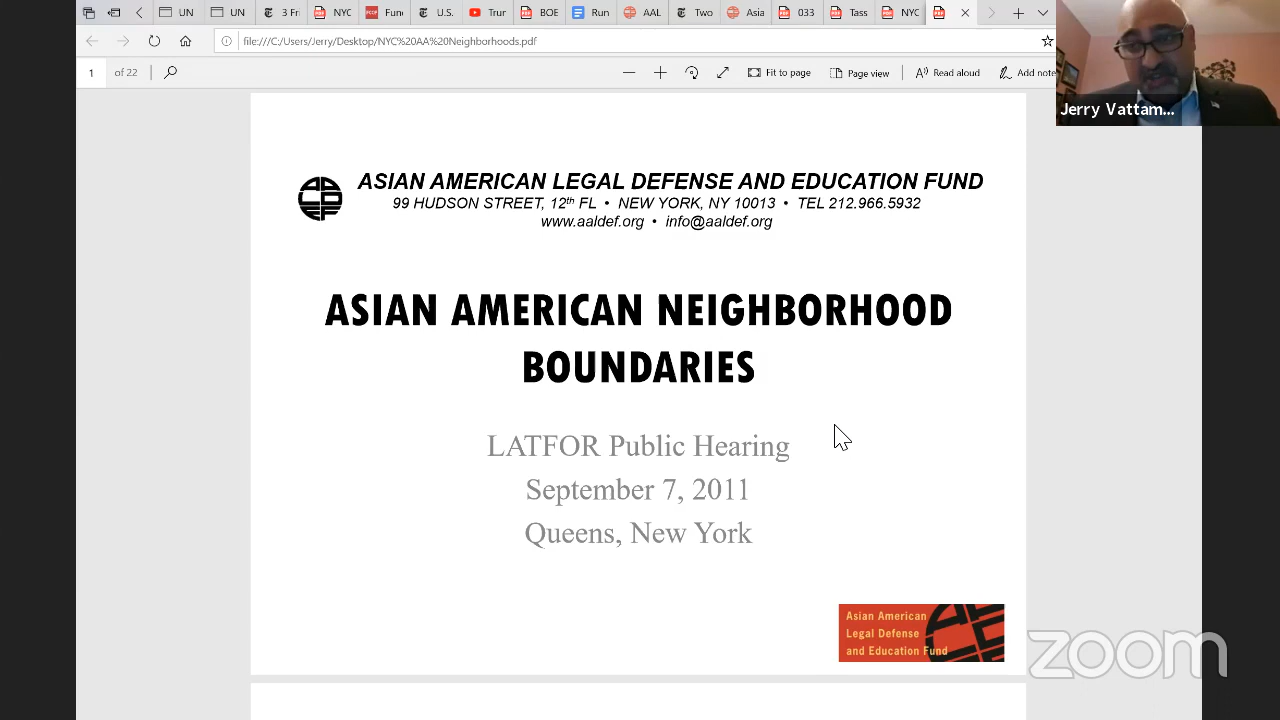 UN
UN
3 Fr
NYC
Fun
U.S.
Trur
BOE
Run
AAL
Two
Asia
033
Tass
NYC
file:///C:/Users/Jerry/Desktop/NYC%20AA%20Neighborhoods.pdf
1 of 22
Fit to page
Page view
Read aloud
Add note
Jerry Vattam...
ASIAN AMERICAN LEGAL DEFENSE AND EDUCATION FUND
99 HUDSON STREET, 12th FL • NEW YORK, NY 10013 • TEL 212.966.5932
www.aaldef.org • info@aaldef.org
ASIAN AMERICAN NEIGHBORHOOD
BOUNDARIES
LATFOR Public Hearing
September 7, 2011
Queens, New York
Asian American
Legal Defense
and Education Fund
zoom